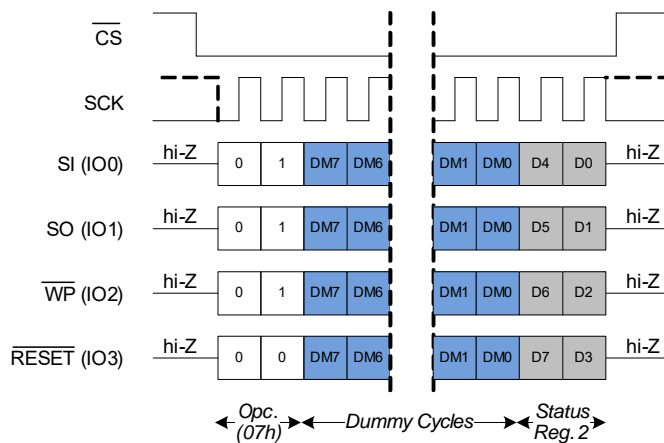 CS
SCK
hi-Z 0 1 DM7 DM6 DM1 DM0 D4 D0 hi-Z
SI (IO0)
hi-Z 0 1 DM7 DM6 DM1 DM0 D5 D1 hi-Z
SO (IO1)
hi-Z 0 1 DM7 DM6 DM1 DM0 D6 D2 hi-Z
WP (IO2)
hi-Z 0 0 DM7 DM6 DM1 DM0 D7 D3 hi-Z
RESET (IO3)
Opc. (07h)
Dummy Cycles
Status Reg. 2